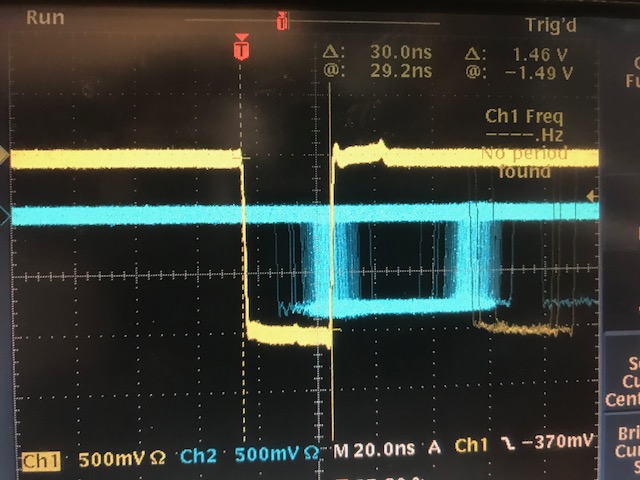 Run
Trig'd
T
T
Δ: 30.0ns Δ: 1.46 V
@: 29.2ns @: −1.49 V
Ch1 Freq
----.Hz
No period
found
Ch1 500mV Ω Ch2 500mV Ω M 20.0ns A Ch1 ⤵ −370mV